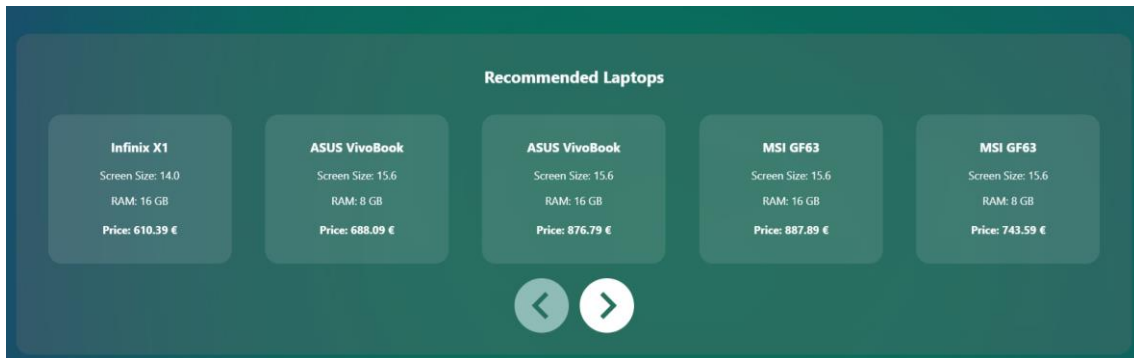 Recommended Laptops
Infinix X1
Screen Size: 14.0
RAM: 16 GB
Price: 610.39 €
ASUS VivoBook
Screen Size: 15.6
RAM: 8 GB
Price: 688.09 €
ASUS VivoBook
Screen Size: 15.6
RAM: 16 GB
Price: 876.79 €
MSI GF63
Screen Size: 15.6
RAM: 16 GB
Price: 887.89 €
MSI GF63
Screen Size: 15.6
RAM: 8 GB
Price: 743.59 €